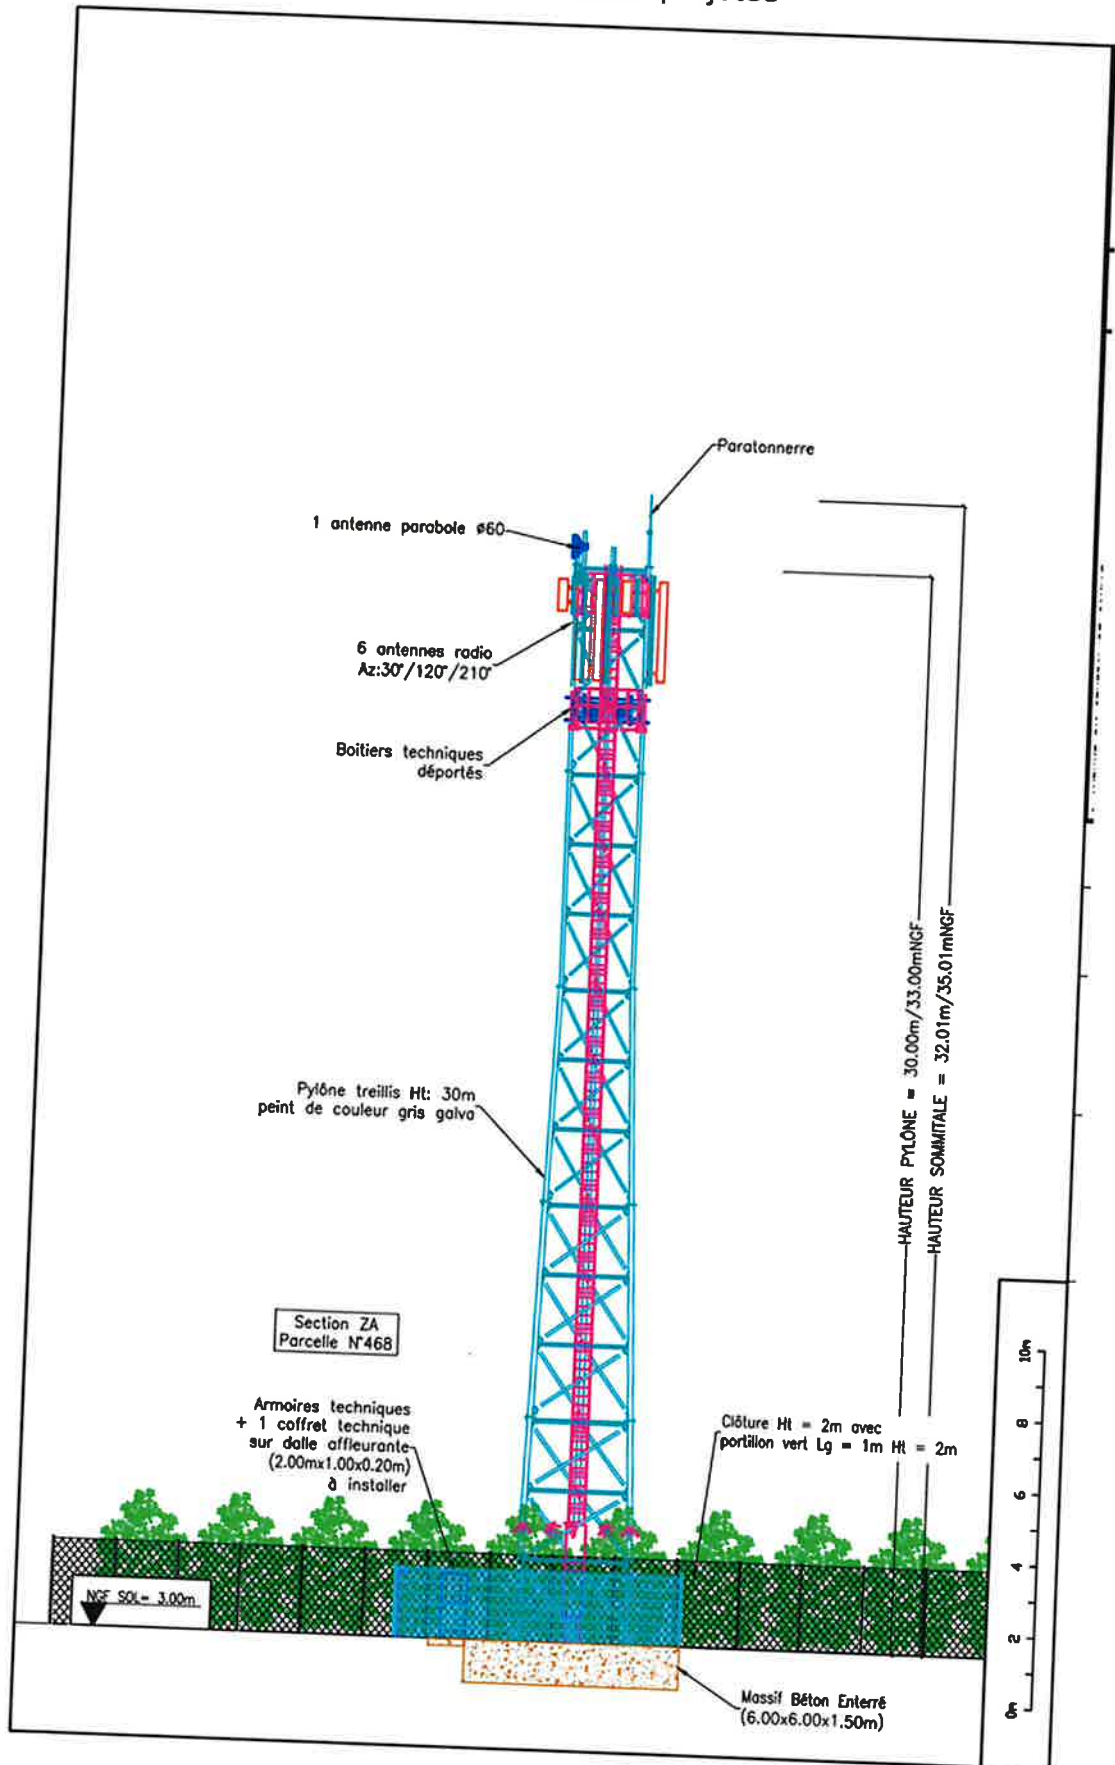 Paratonnerre
1 antenne parabole ø60
6 antennes radio
Az:30°/120°/210°
Boitiers techniques
déportés
HAUTEUR PYLÔNE = 30.00m/33.00mNGF
HAUTEUR SOMMITALE = 32.01m/35.01mNGF
Pylône treillis Ht: 30m
peint de couleur gris galva
Section ZA
Parcelle N°468
Armoires techniques
+ 1 coffret technique
sur dalle affleurante
(2.00mx1.00x0.20m)
à installer
Clôture Ht = 2m avec
portillon vert Lg = 1m Ht = 2m
NGF SOL= 3.00m
Massif Béton Enterré
(6.00x6.00x1.50m)
10m
8
6
4
2
0m